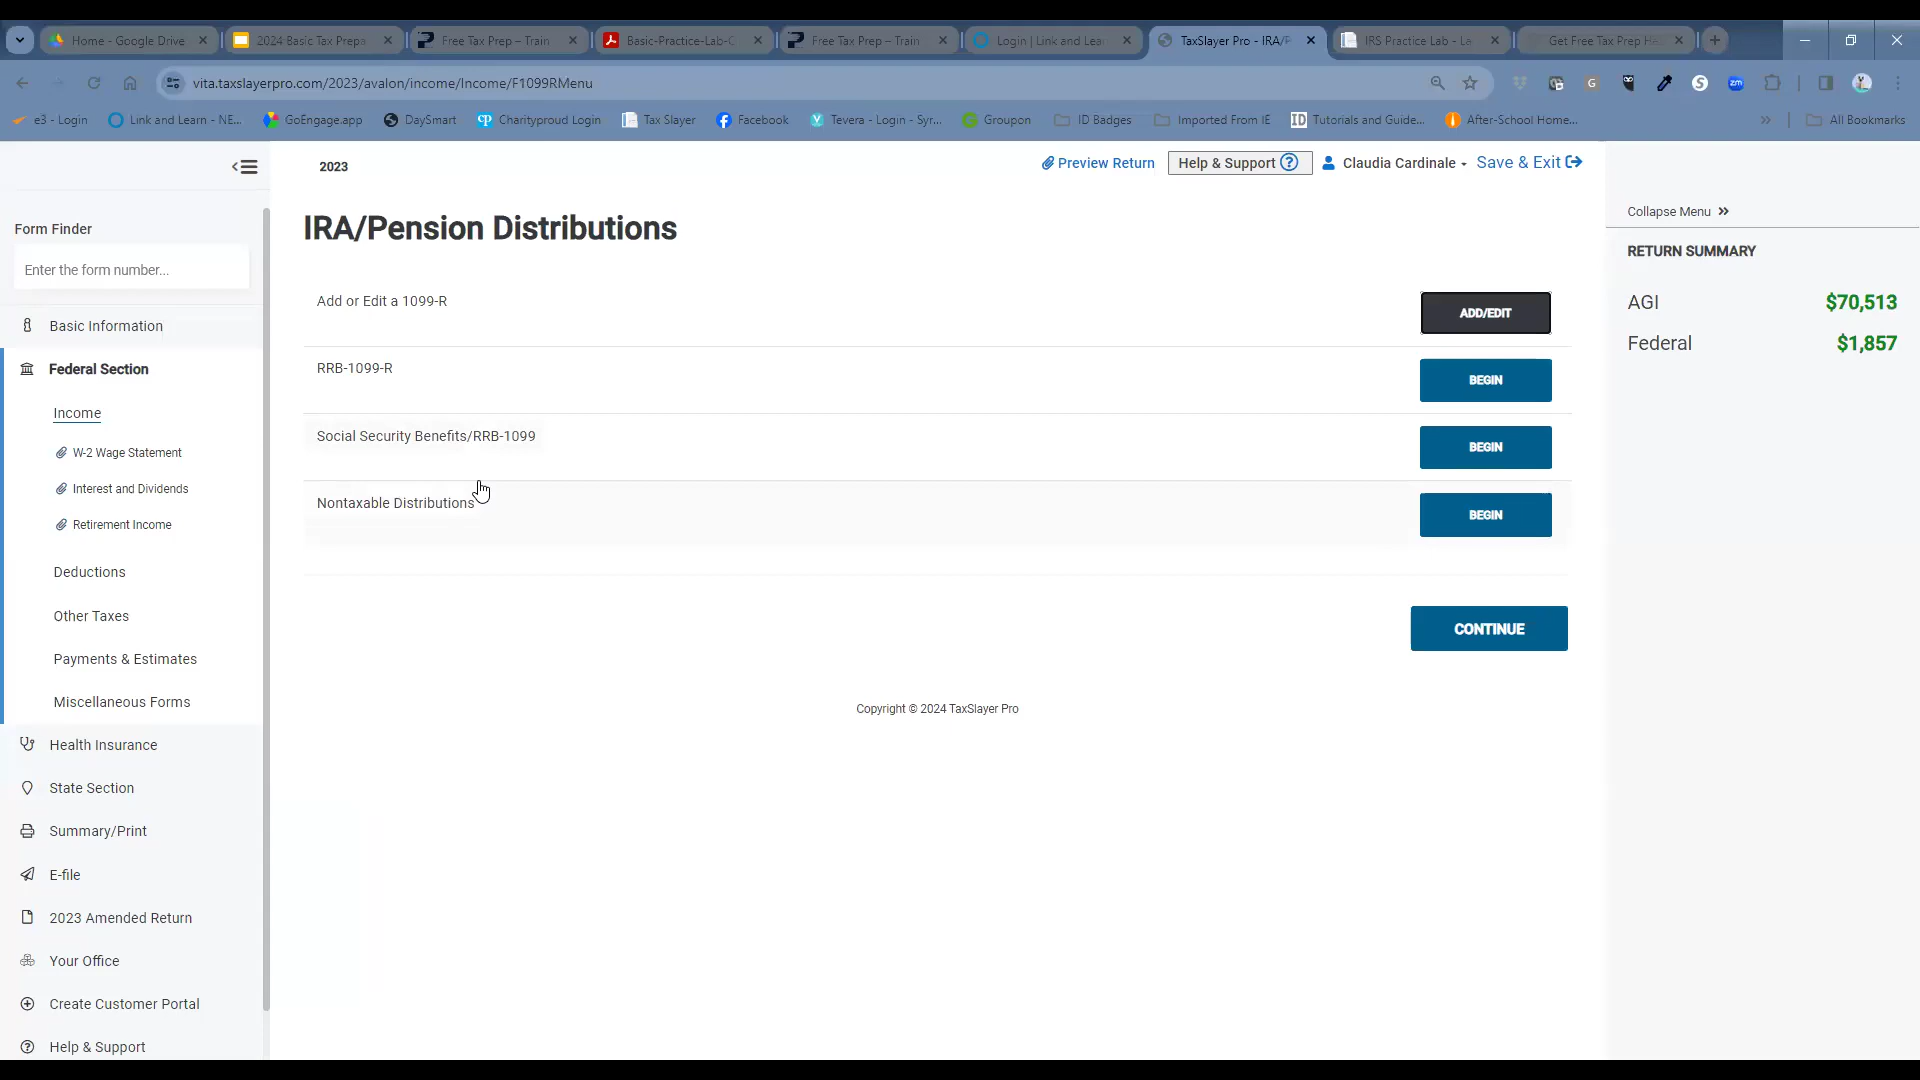 Home - Google Drive
2024 Basic Tax Prepa
Free Tax Prep – Train
Basic-Practice-Lab-C
Free Tax Prep – Train
Login | Link and Lea
TaxSlayer Pro - IRA/P
IRS Practice Lab - La
Get Free Tax Prep He
vita.taxslayerpro.com/2023/avalon/income/Income/F1099RMenu
e3 - Login
Link and Learn - NE...
GoEngage.app
DaySmart
Charityproud Login
Tax Slayer
Facebook
Tevera - Login - Syr...
Groupon
ID Badges
Imported From IE
Tutorials and Guide...
After-School Home...
All Bookmarks
2023
Preview Return
Help & Support
Claudia Cardinale
Save & Exit
Form Finder
Enter the form number...
Basic Information
Federal Section
Income
W-2 Wage Statement
Interest and Dividends
Retirement Income
Deductions
Other Taxes
Payments & Estimates
Miscellaneous Forms
Health Insurance
State Section
Summary/Print
E-file
2023 Amended Return
Your Office
Create Customer Portal
Help & Support
IRA/Pension Distributions
Add or Edit a 1099-R
ADD/EDIT
RRB-1099-R
BEGIN
Social Security Benefits/RRB-1099
BEGIN
Nontaxable Distributions
BEGIN
CONTINUE
Copyright © 2024 TaxSlayer Pro
Collapse Menu
RETURN SUMMARY
AGI $70,513
Federal $1,857